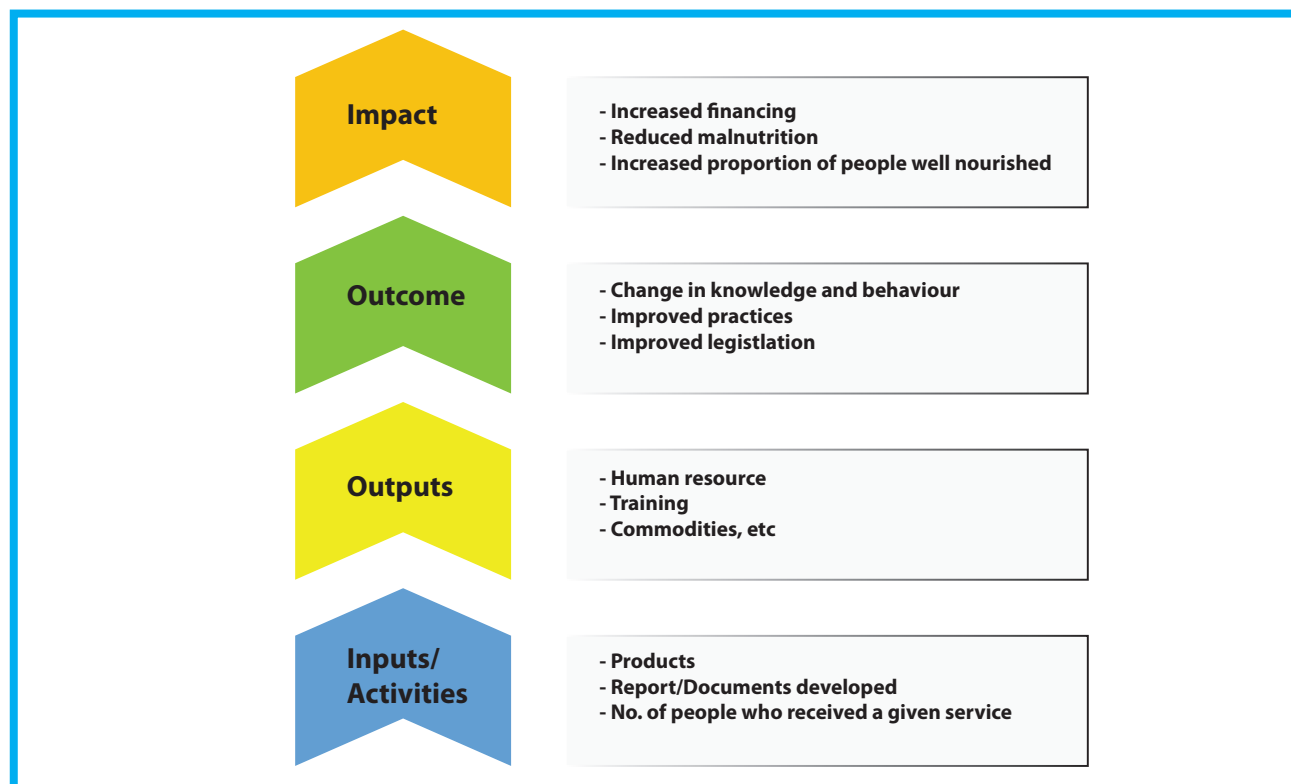 Impact
- Increased financing
- Reduced malnutrition
- Increased proportion of people well nourished
Outcome
- Change in knowledge and behaviour
- Improved practices
- Improved legistlation
Outputs
- Human resource
- Training
- Commodities, etc
Inputs/
Activities
- Products
- Report/Documents developed
- No. of people who received a given service